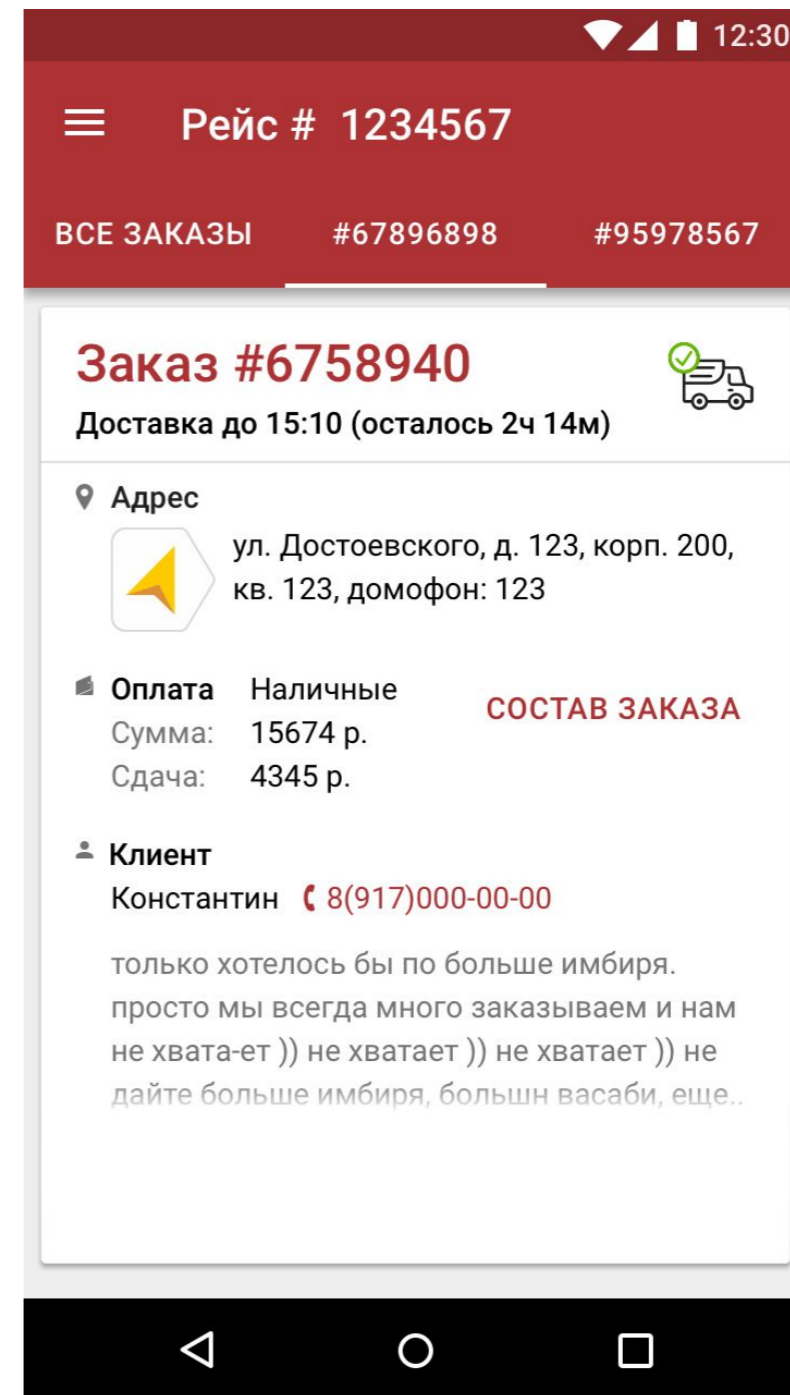 12:30
Рейс # 1234567
ВСЕ ЗАКАЗЫ #67896898 #95978567
Заказ #6758940
Доставка до 15:10 (осталось 2ч 14м)
Адрес
ул. Достоевского, д. 123, корп. 200,
кв. 123, домофон: 123
Оплата Наличные
СОСТАВ ЗАКАЗА
Сумма: 15674 р.
Сдача: 4345 р.
Клиент
Константин 8(917)000-00-00
только хотелось бы по больше имбиря.
просто мы всегда много заказываем и нам
не хвата-ет )) не хватает )) не хватает )) не
дайте больше имбиря, большн васаби, еще..